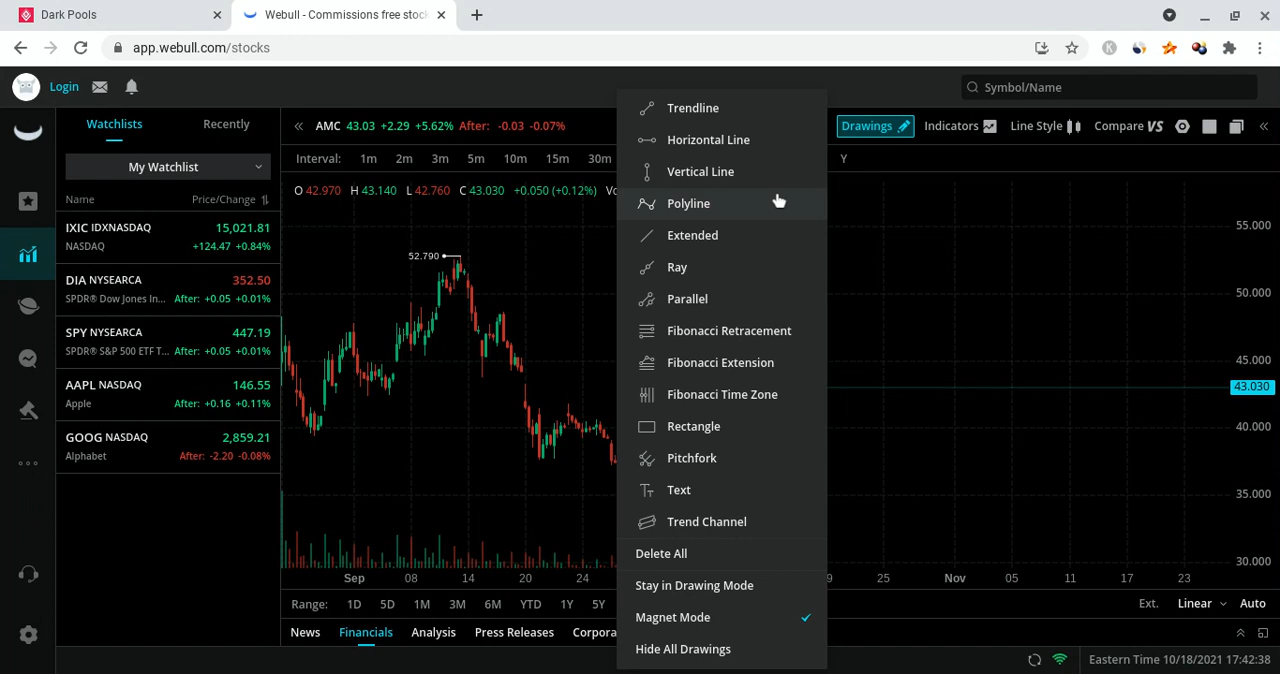 Dark Pools
Webull - Commissions free stoc
app.webull.com/stocks
K
Login
Symbol/Name
Watchlists
Recently
My Watchlist
Name
Price/Change
IXIC IDXNASDAQ 15,021.81
NASDAQ +124.47 +0.84%
DIA NYSEARCA 352.50
SPDR® Dow Jones In... After: +0.05 +0.01%
SPY NYSEARCA 447.19
SPDR® S&P 500 ETF T... After: +0.05 +0.01%
AAPL NASDAQ 146.55
Apple After: +0.16 +0.11%
GOOG NASDAQ 2,859.21
Alphabet After: -2.20 -0.08%
AMC 43.03 +2.29 +5.62% After: -0.03 -0.07%
Drawings
Indicators
Line Style
Compare VS
Interval: 1m 2m 3m 5m 10m 15m 30m
Y
O 42.970 H 43.140 L 42.760 C 43.030 +0.050 (+0.12%)
52.790
Trendline
Horizontal Line
Vertical Line
Polyline
Extended
Ray
Parallel
Fibonacci Retracement
Fibonacci Extension
Fibonacci Time Zone
Rectangle
Pitchfork
Text
Trend Channel
Delete All
Stay in Drawing Mode
Magnet Mode
Hide All Drawings
55.000
50.000
45.000
43.030
40.000
35.000
30.000
Sep 08 14 20 24
9 25 Nov 05 11 17 23
Range: 1D 5D 1M 3M 6M YTD 1Y 5Y
Ext. Linear Auto
News Financials Analysis Press Releases Corpora
Eastern Time 10/18/2021 17:42:38